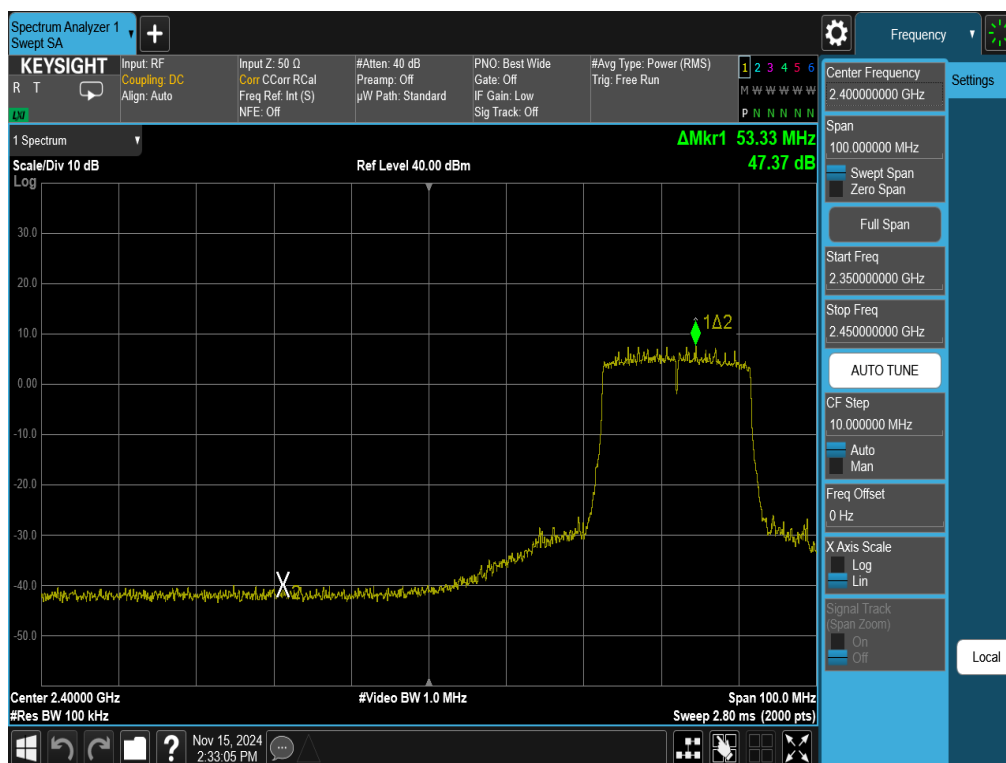 Spectrum Analyzer 1
Swept SA
+
Frequency
KEYSIGHT
R T
LXI
Input: RF
Coupling: DC
Align: Auto
Input Z: 50 Ω
Corr CCorr RCal
Freq Ref: Int (S)
NFE: Off
#Atten: 40 dB
Preamp: Off
µW Path: Standard
PNO: Best Wide
Gate: Off
IF Gain: Low
Sig Track: Off
#Avg Type: Power (RMS)
Trig: Free Run
1 2 3 4 5 6
M W W W W W
P N N N N N
1 Spectrum
Scale/Div 10 dB
Log
Ref Level 40.00 dBm
ΔMkr1 53.33 MHz
47.37 dB
30.0
20.0
10.0
0.00
-10.0
-20.0
-30.0
-40.0
-50.0
1Δ2
X2
Center 2.40000 GHz
#Res BW 100 kHz
#Video BW 1.0 MHz
Span 100.0 MHz
Sweep 2.80 ms (2000 pts)
Center Frequency
2.400000000 GHz
Span
100.000000 MHz
Swept Span
Zero Span
Full Span
Start Freq
2.350000000 GHz
Stop Freq
2.450000000 GHz
AUTO TUNE
CF Step
10.000000 MHz
Auto
Man
Freq Offset
0 Hz
X Axis Scale
Log
Lin
Signal Track
(Span Zoom)
On
Off
Settings
Local
?
Nov 15, 2024
2:33:05 PM